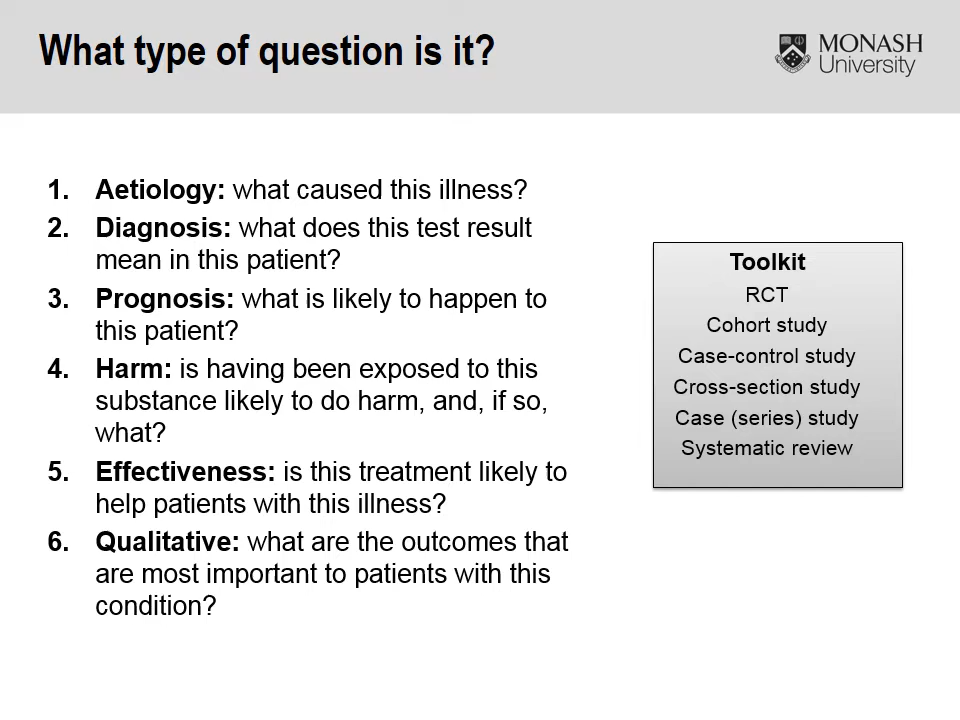 What type of question is it?
MONASH
University
1. Aetiology: what caused this illness?
2. Diagnosis: what does this test result
mean in this patient?
3. Prognosis: what is likely to happen to
this patient?
4. Harm: is having been exposed to this
substance likely to do harm, and, if so,
what?
5. Effectiveness: is this treatment likely to
help patients with this illness?
6. Qualitative: what are the outcomes that
are most important to patients with this
condition?
Toolkit
RCT
Cohort study
Case-control study
Cross-section study
Case (series) study
Systematic review